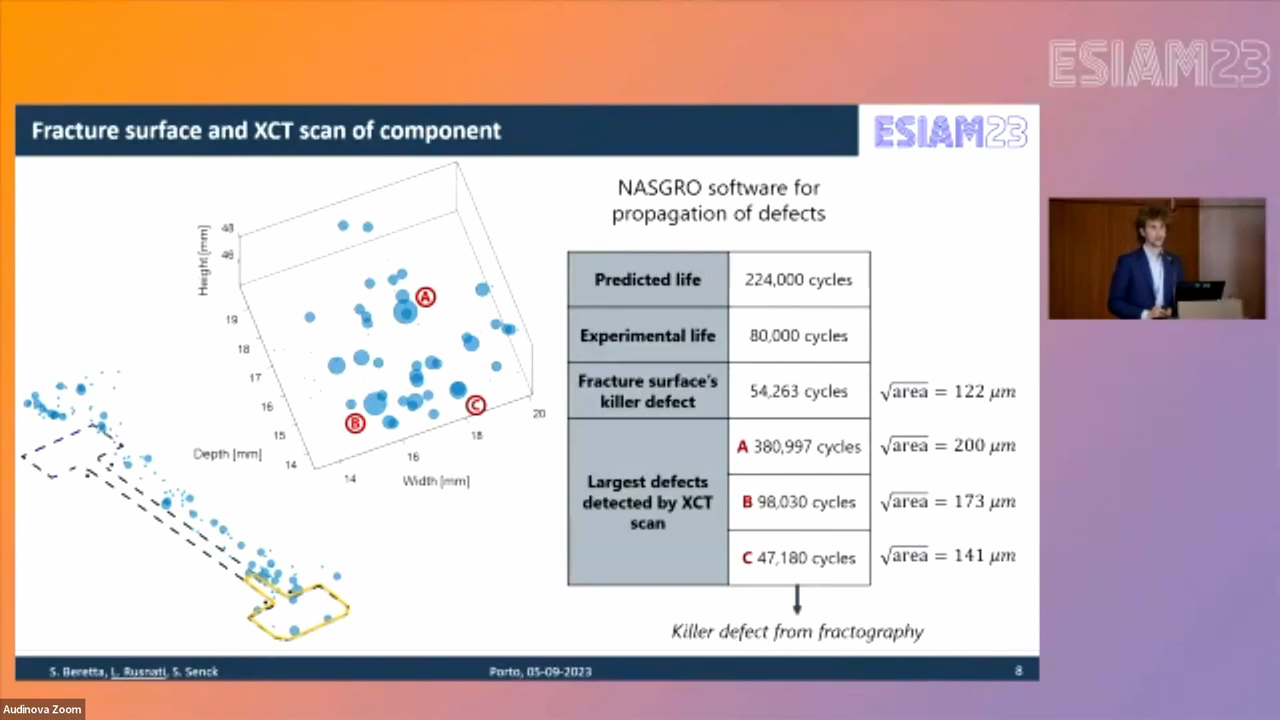 ESIAM23
Fracture surface and XCT scan of component
ESIAM23
NASGRO software for
propagation of defects
Height [mm]
48
46
19
18
17
16
15
14
Depth [mm]
14
16
18
20
Width [mm]
A
B
C
Predicted life
224,000 cycles
Experimental life
80,000 cycles
Fracture surface's
killer defect
54,263 cycles
√area = 122 μm
Largest defects
detected by XCT
scan
A 380,997 cycles
√area = 200 μm
B 98,030 cycles
√area = 173 μm
C 47,180 cycles
√area = 141 μm
Killer defect from fractography
S. Beretta, L. Rusnati, S. Senck
Porto, 05-09-2023
8
Audinova Zoom